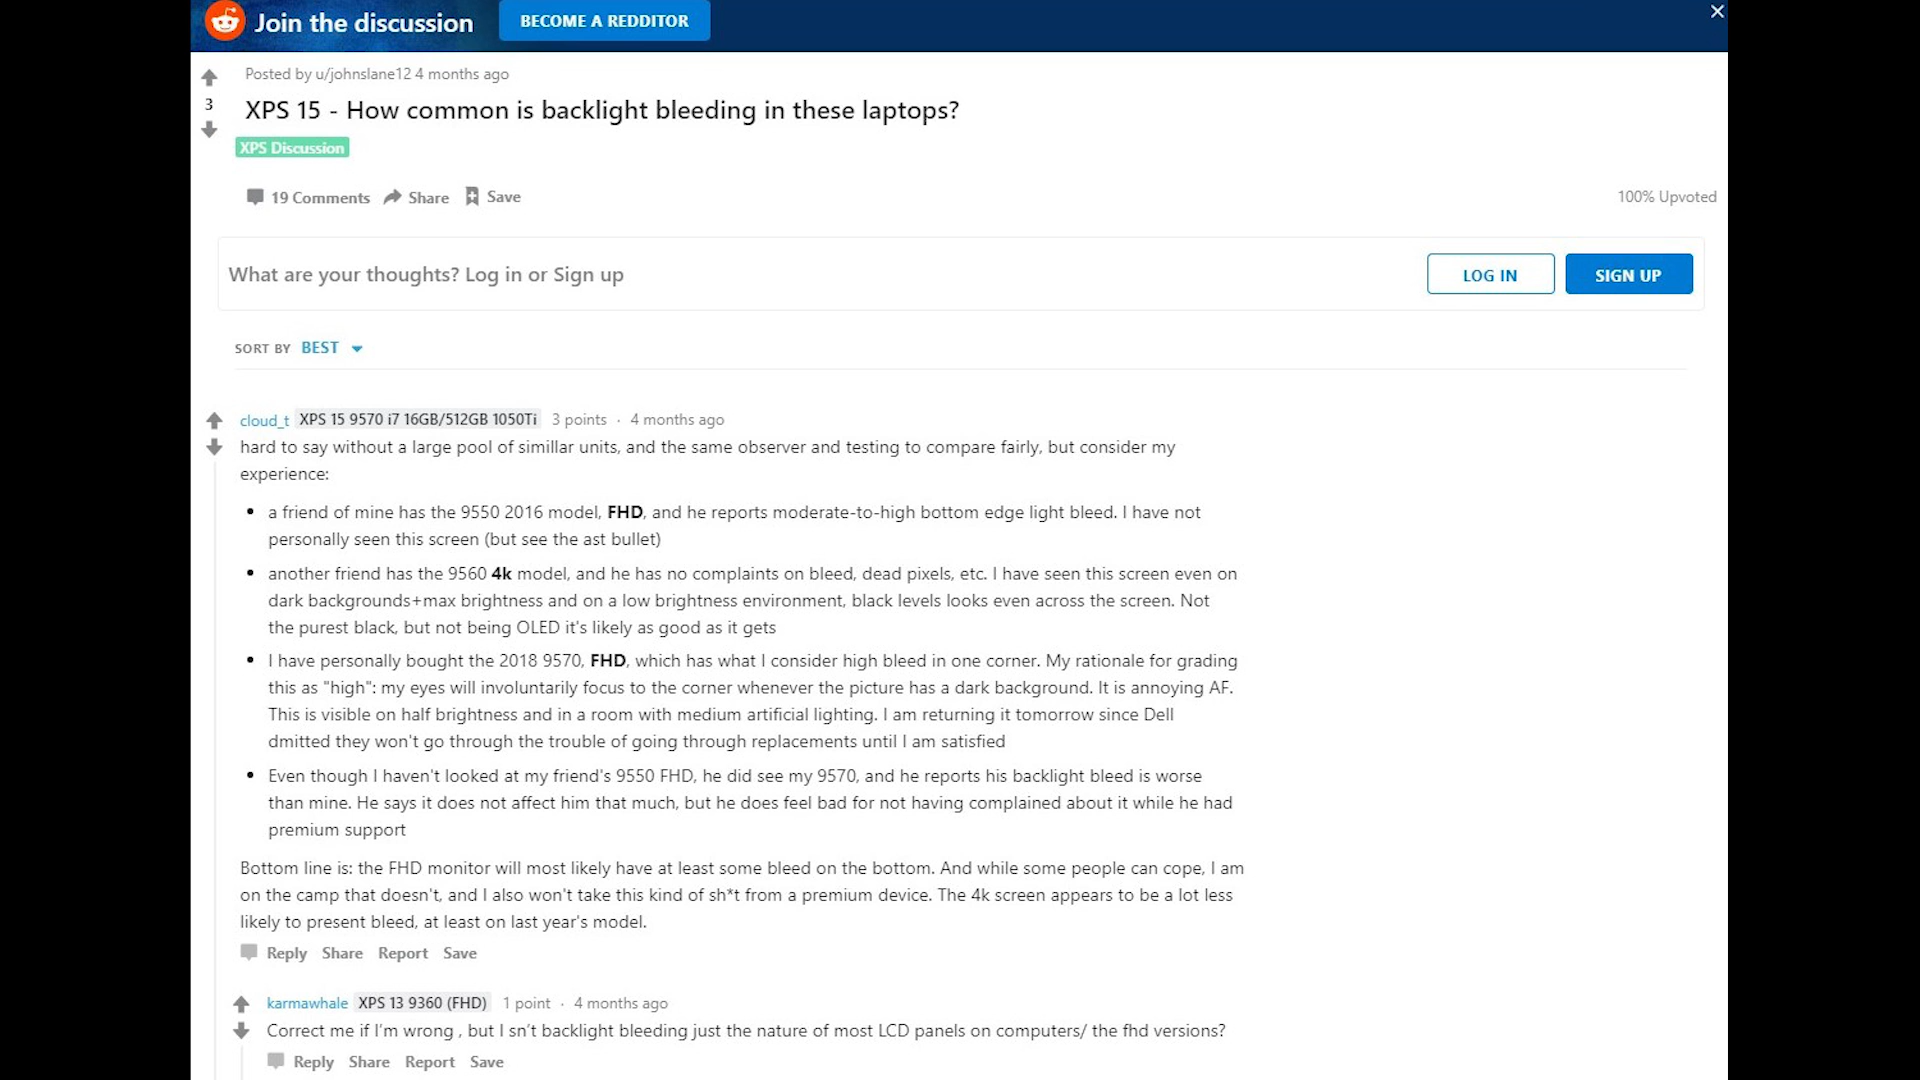 Join the discussion
BECOME A REDDITOR
Posted by u/johnslane12 4 months ago
3
XPS 15 - How common is backlight bleeding in these laptops?
XPS Discussion
19 Comments Share Save
100% Upvoted
What are your thoughts? Log in or Sign up
LOG IN
SIGN UP
SORT BY BEST
cloud_t XPS 15 9570 i7 16GB/512GB 1050Ti 3 points · 4 months ago
hard to say without a large pool of simillar units, and the same observer and testing to compare fairly, but consider my
experience:
• a friend of mine has the 9550 2016 model, FHD, and he reports moderate-to-high bottom edge light bleed. I have not
personally seen this screen (but see the ast bullet)
• another friend has the 9560 4k model, and he has no complaints on bleed, dead pixels, etc. I have seen this screen even on
dark backgrounds+max brightness and on a low brightness environment, black levels looks even across the screen. Not
the purest black, but not being OLED it's likely as good as it gets
• I have personally bought the 2018 9570, FHD, which has what I consider high bleed in one corner. My rationale for grading
this as "high": my eyes will involuntarily focus to the corner whenever the picture has a dark background. It is annoying AF.
This is visible on half brightness and in a room with medium artificial lighting. I am returning it tomorrow since Dell
dmitted they won't go through the trouble of going through replacements until I am satisfied
• Even though I haven't looked at my friend's 9550 FHD, he did see my 9570, and he reports his backlight bleed is worse
than mine. He says it does not affect him that much, but he does feel bad for not having complained about it while he had
premium support
Bottom line is: the FHD monitor will most likely have at least some bleed on the bottom. And while some people can cope, I am
on the camp that doesn't, and I also won't take this kind of sh*t from a premium device. The 4k screen appears to be a lot less
likely to present bleed, at least on last year's model.
Reply Share Report Save
karmawhale XPS 13 9360 (FHD) 1 point · 4 months ago
Correct me if I'm wrong , but I sn't backlight bleeding just the nature of most LCD panels on computers/ the fhd versions?
Reply Share Report Save